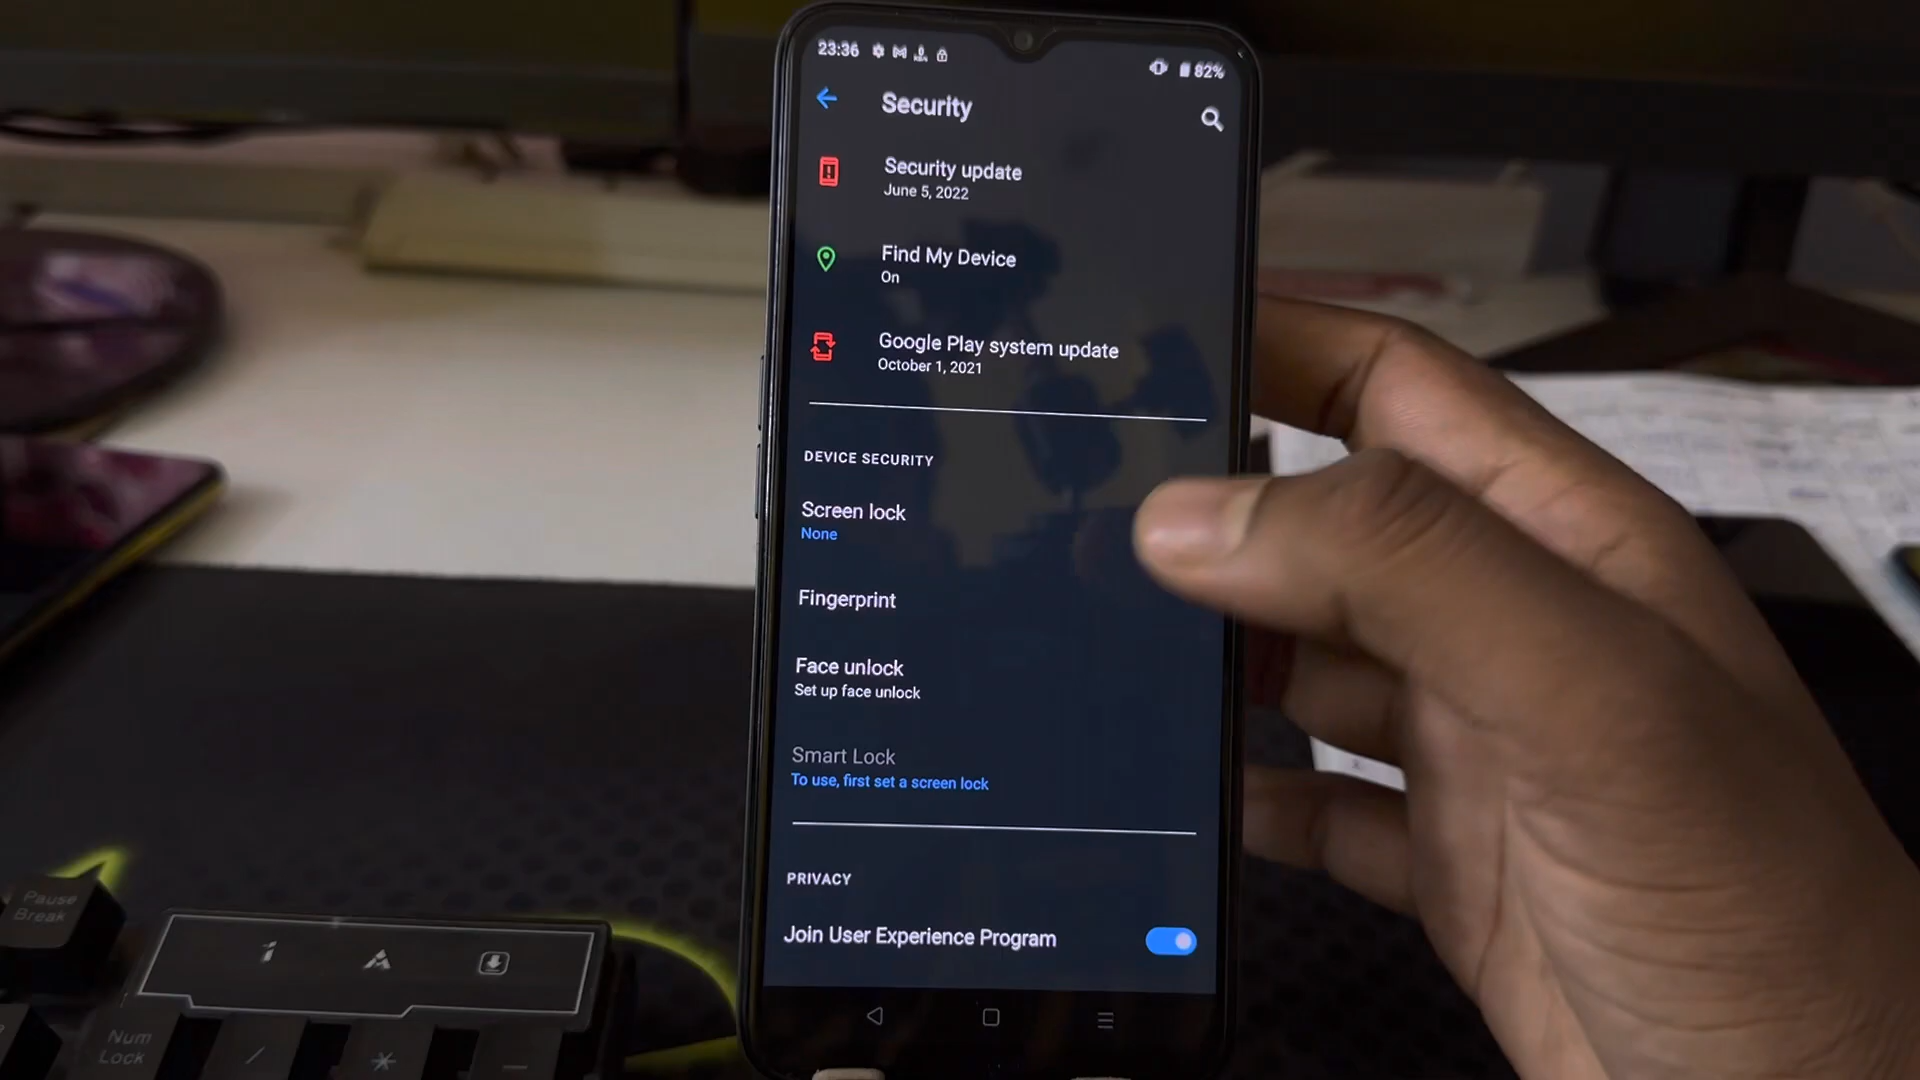 23:36
82%
Security
Security update
June 5, 2022
Find My Device
On
Google Play system update
October 1, 2021
DEVICE SECURITY
Screen lock
None
Fingerprint
Face unlock
Set up face unlock
Smart Lock
To use, first set a screen lock
PRIVACY
Join User Experience Program
Pause
Break
Num
Lock
/
*
-